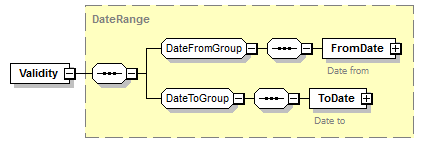 DateRange
DateFromGroup
FromDate
Date from
Validity
DateToGroup
ToDate
Date to